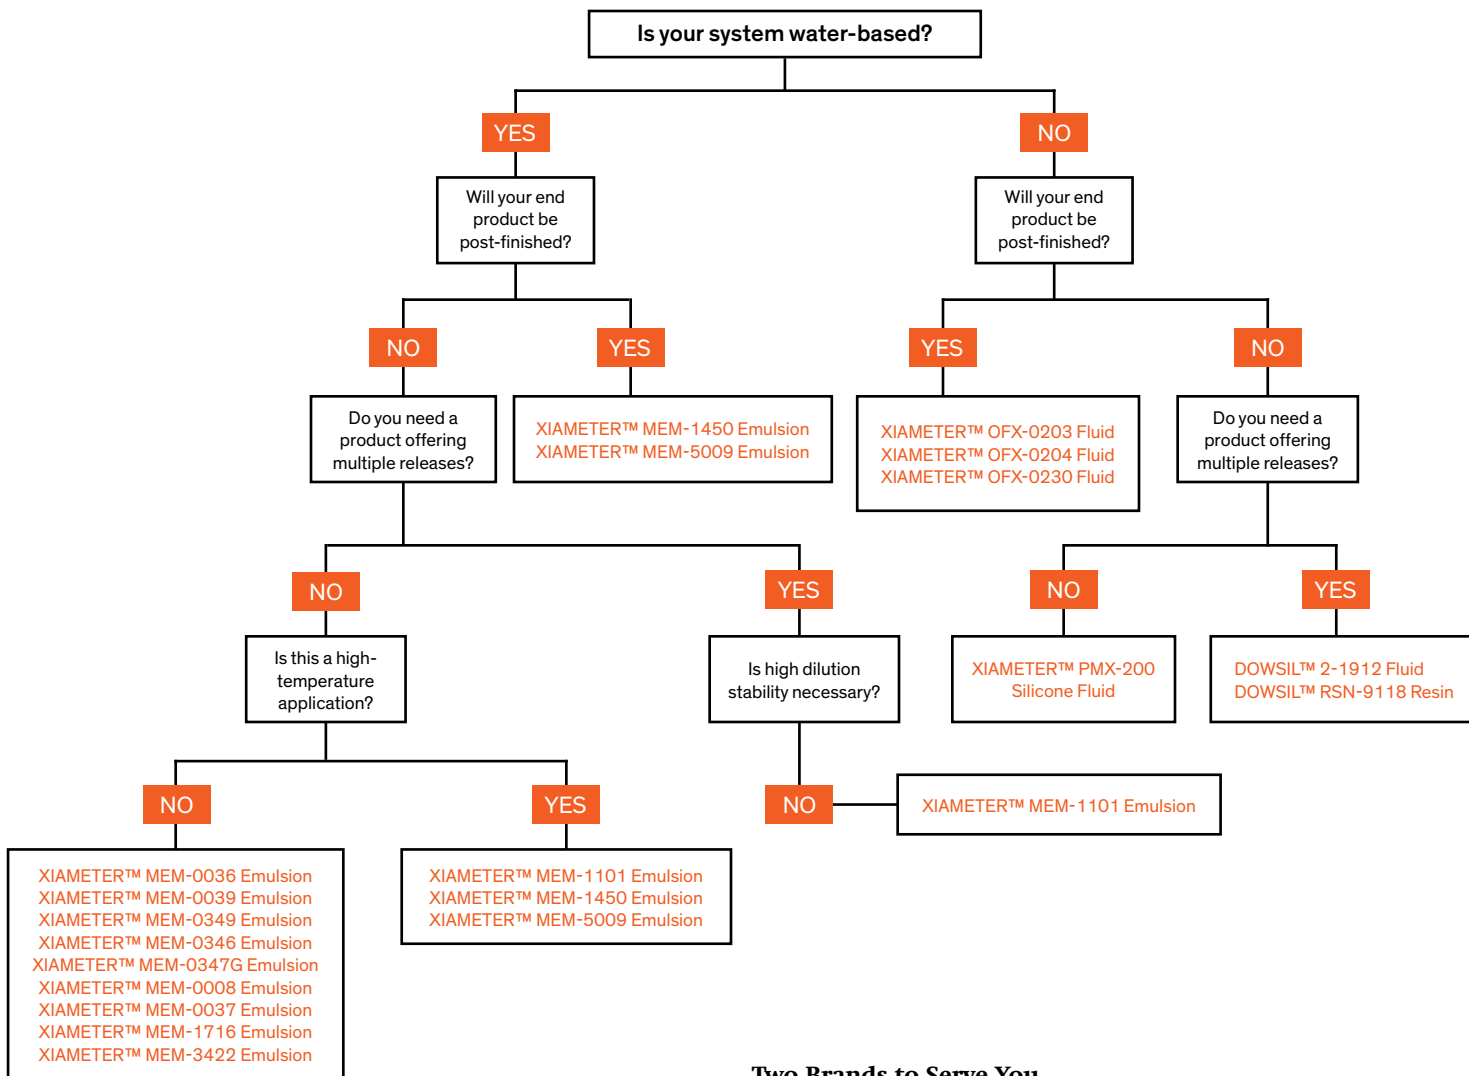 Is your system water-based?
YES
NO
Will your end
product be
post-finished?
Will your end
product be
post-finished?
NO
YES
YES
NO
Do you need a
product offering
multiple releases?
XIAMETER™ MEM-1450 Emulsion
XIAMETER™ MEM-5009 Emulsion
XIAMETER™ OFX-0203 Fluid
XIAMETER™ OFX-0204 Fluid
XIAMETER™ OFX-0230 Fluid
Do you need a
product offering
multiple releases?
NO
YES
NO
YES
Is this a high-
temperature
application?
Is high dilution
stability necessary?
XIAMETER™ PMX-200
Silicone Fluid
DOWSIL™ 2-1912 Fluid
DOWSIL™ RSN-9118 Resin
NO
YES
NO
XIAMETER™ MEM-1101 Emulsion
XIAMETER™ MEM-0036 Emulsion
XIAMETER™ MEM-0039 Emulsion
XIAMETER™ MEM-0349 Emulsion
XIAMETER™ MEM-0346 Emulsion
XIAMETER™ MEM-0347G Emulsion
XIAMETER™ MEM-0008 Emulsion
XIAMETER™ MEM-0037 Emulsion
XIAMETER™ MEM-1716 Emulsion
XIAMETER™ MEM-3422 Emulsion
XIAMETER™ MEM-1101 Emulsion
XIAMETER™ MEM-1450 Emulsion
XIAMETER™ MEM-5009 Emulsion
Two Brands to Serve You